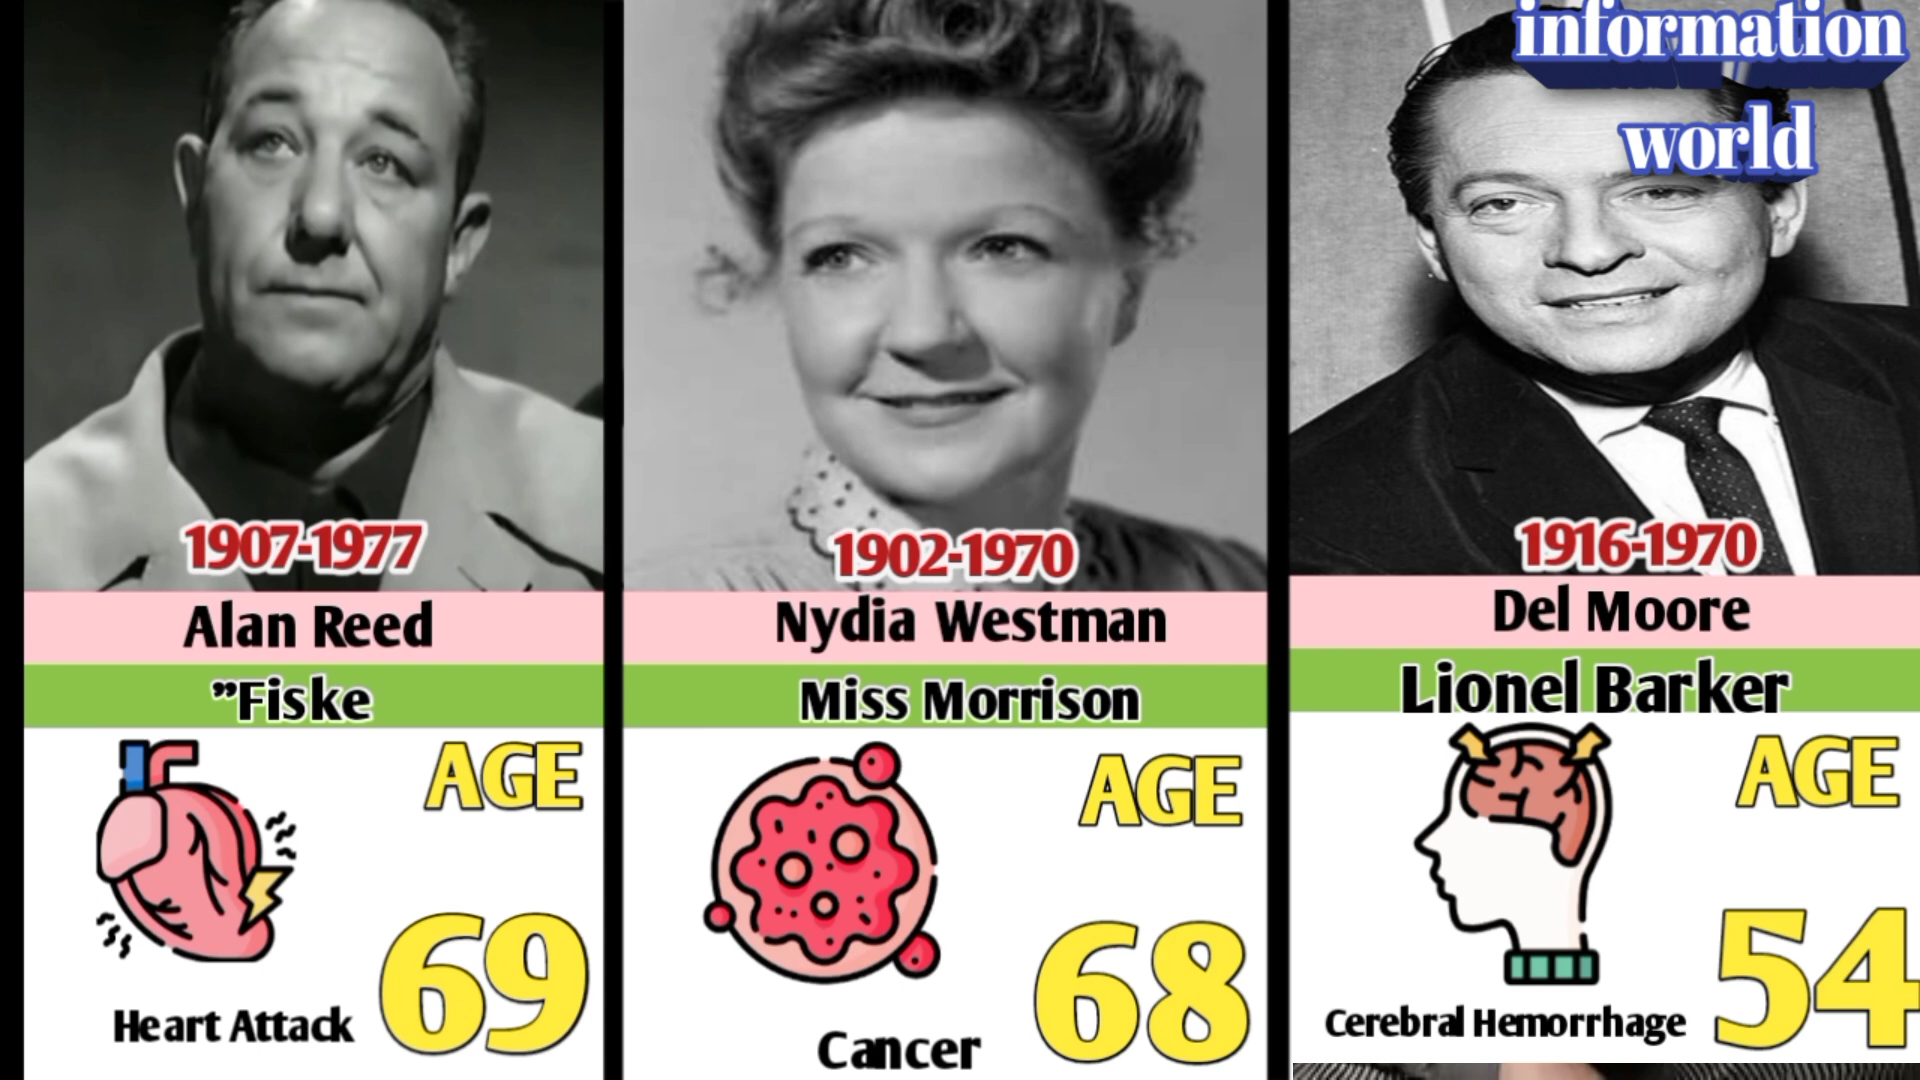 information
world
1907-1977
Alan Reed
”Fiske
Heart Attack
AGE
69
1902-1970
Nydia Westman
Miss Morrison
Cancer
AGE
68
1916-1970
Del Moore
Lionel Barker
Cerebral Hemorrhage
AGE
54